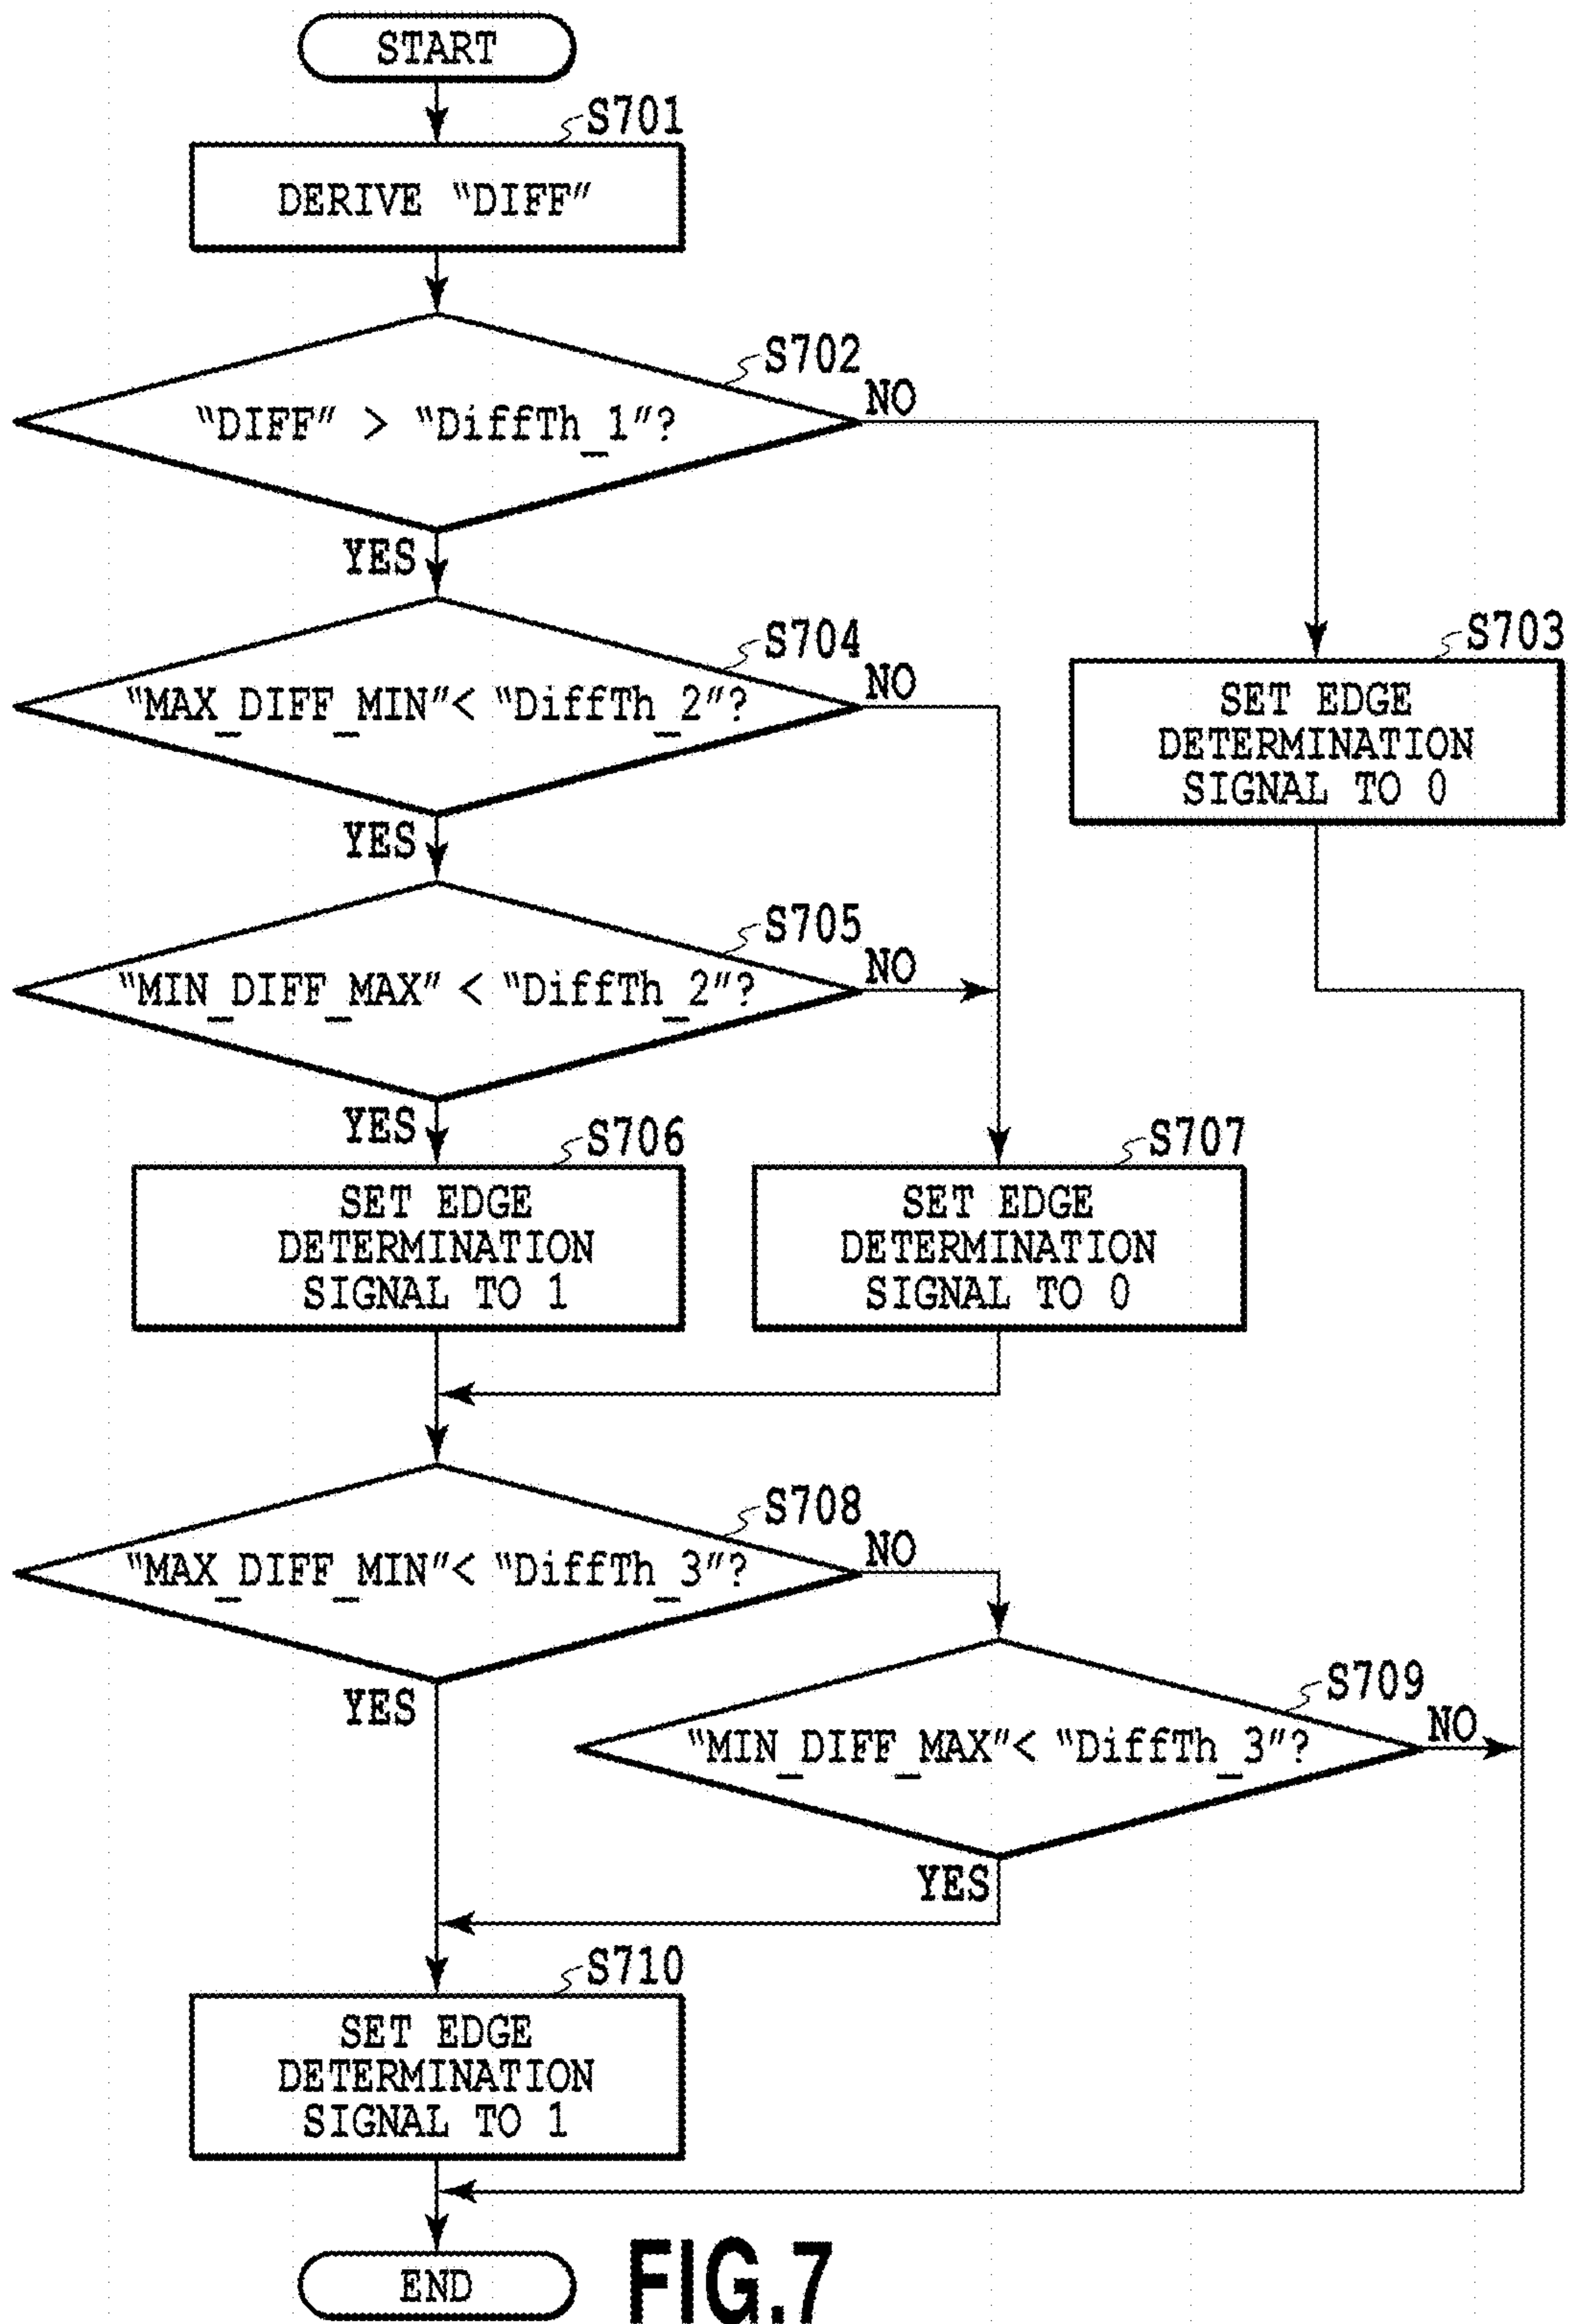 START
S701
DERIVE "DIFF"
S702
"DIFF" > "DiffTh_1"?
NO
YES
S704
"MAX_DIFF_MIN"< "DiffTh_2"?
NO
S703
SET EDGE
DETERMINATION
SIGNAL TO 0
YES
S705
"MIN_DIFF_MAX" < "DiffTh_2"?
NO
YES
S706
SET EDGE
DETERMINATION
SIGNAL TO 1
S707
SET EDGE
DETERMINATION
SIGNAL TO 0
S708
"MAX_DIFF_MIN"< "DiffTh_3"?
NO
YES
S709
"MIN_DIFF_MAX"< "DiffTh_3"?
NO
YES
S710
SET EDGE
DETERMINATION
SIGNAL TO 1
END
FIG.7